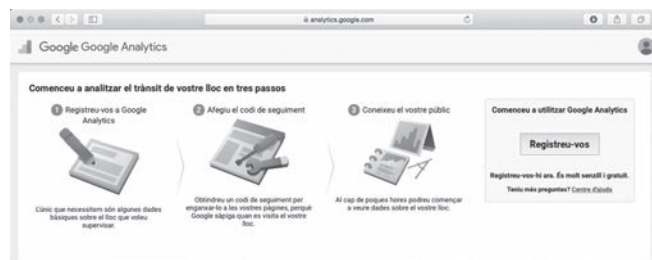 analytics.google.com
Google Google Analytics
Comenceu a analitzar el trànsit de vostre lloc en tres passos
1 Registreu-vos a Google
Analytics
L'únic que necessitem són algunes dades
bàsiques sobre el lloc que voleu
supervisar.
2 Afegiu el codi de seguiment
Obtindreu un codi de seguiment per
enganxar-lo a les vostres pàgines, perquè
Google sàpiga quan es visita el vostre
lloc.
3 Coneixeu el vostre públic
Al cap de poques hores podreu començar
a veure dades sobre el vostre lloc.
Comenceu a utilitzar Google Analytics
Registreu-vos
Registreu-vos-hi ara. És molt senzill i gratuït.
Teniu més preguntes? Centre d'ajuda